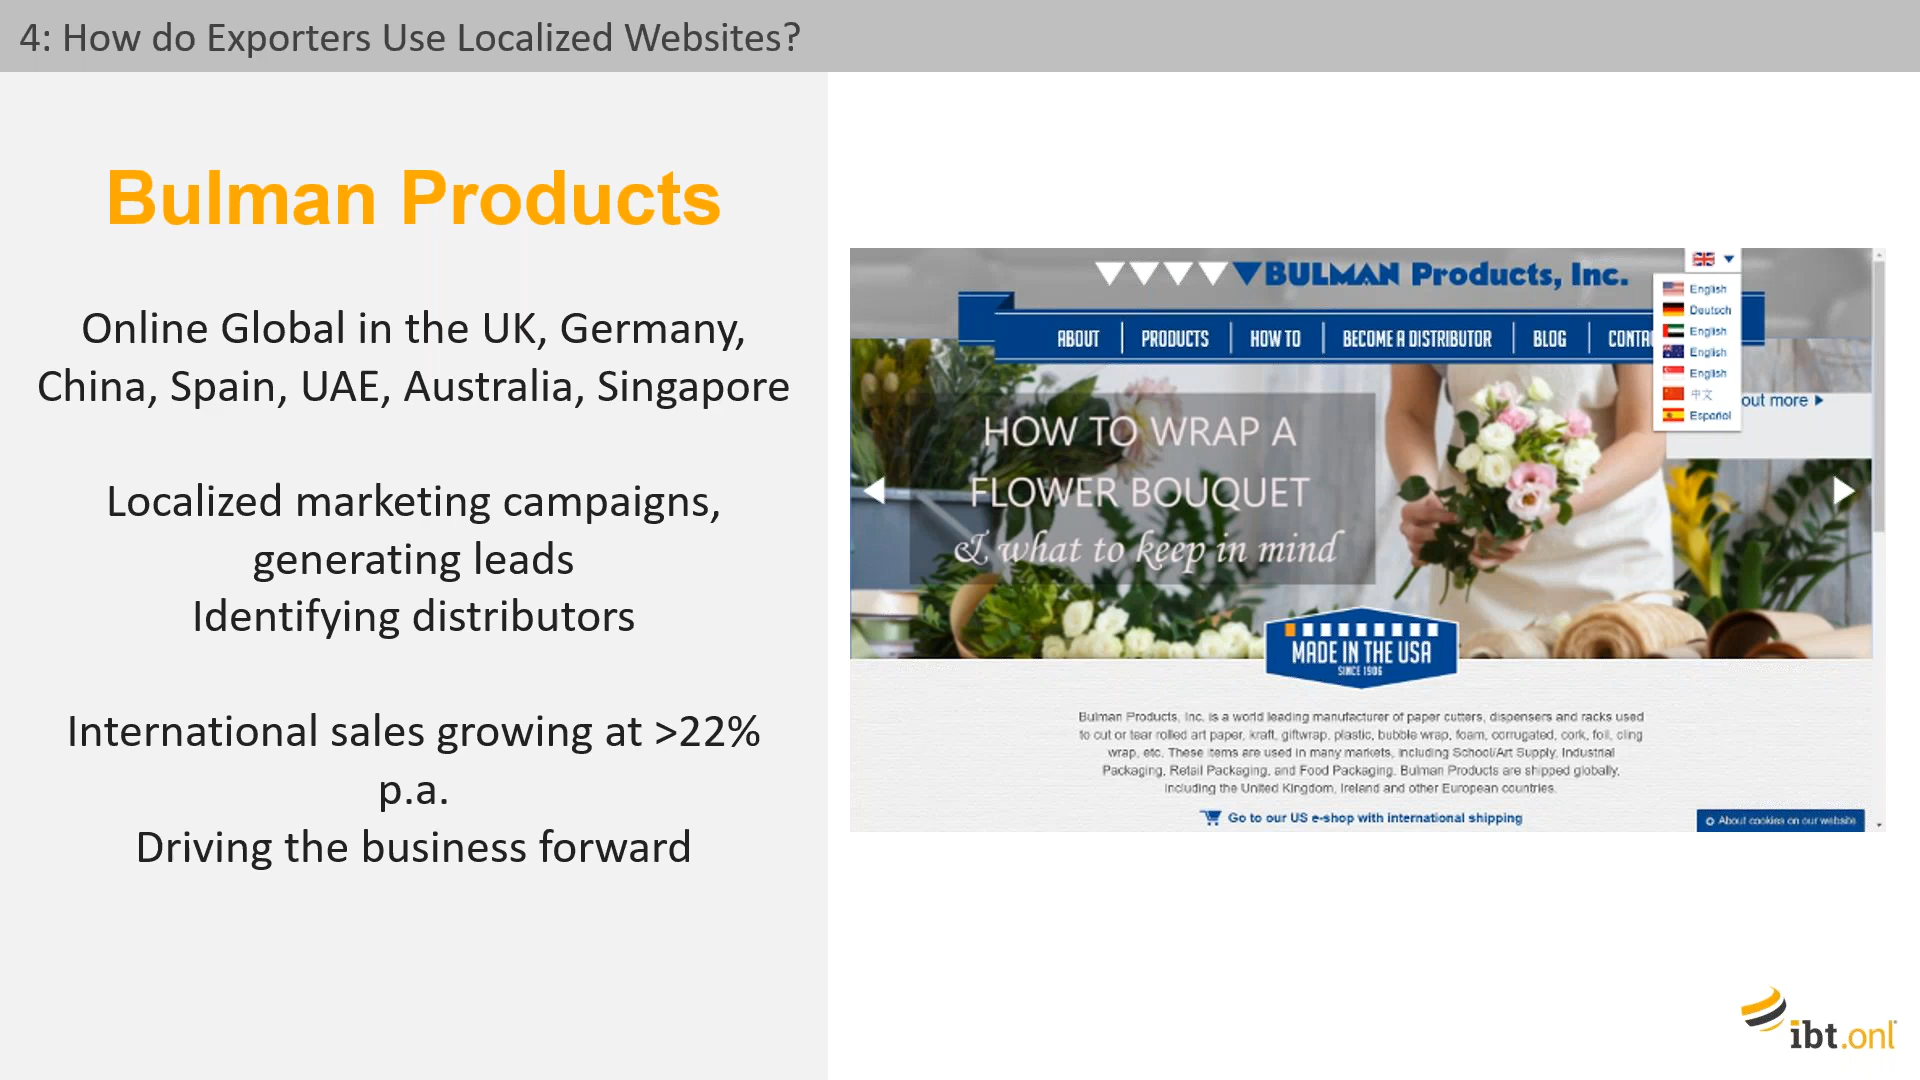 4: How do Exporters Use Localized Websites?
Bulman Products
Online Global in the UK, Germany,
China, Spain, UAE, Australia, Singapore
Localized marketing campaigns,
generating leads
Identifying distributors
International sales growing at >22%
p.a.
Driving the business forward
BULMAN Products, Inc.
English
Deutsch
English
English
English
中文
Español
ABOUT
PRODUCTS
HOW TO
BECOME A DISTRIBUTOR
BLOG
CONTA
out more
HOW TO WRAP A
FLOWER BOUQUET
& what to keep in mind
MADE IN THE USA
SINCE 1906
Bulman Products, Inc. is a world leading manufacturer of paper cutters, dispensers and racks used
to cut or tear rolled art paper, kraft, giftwrap, plastic, bubble wrap, foam, corrugated, cork, foil, cling
wrap, etc. These items are used in many markets, including School/Art Supply, Industrial
Packaging, Retail Packaging, and Food Packaging. Bulman Products are shipped globally,
including the United Kingdom, Ireland and other European countries.
Go to our US e-shop with international shipping
About cookies on our website
ibt.onl